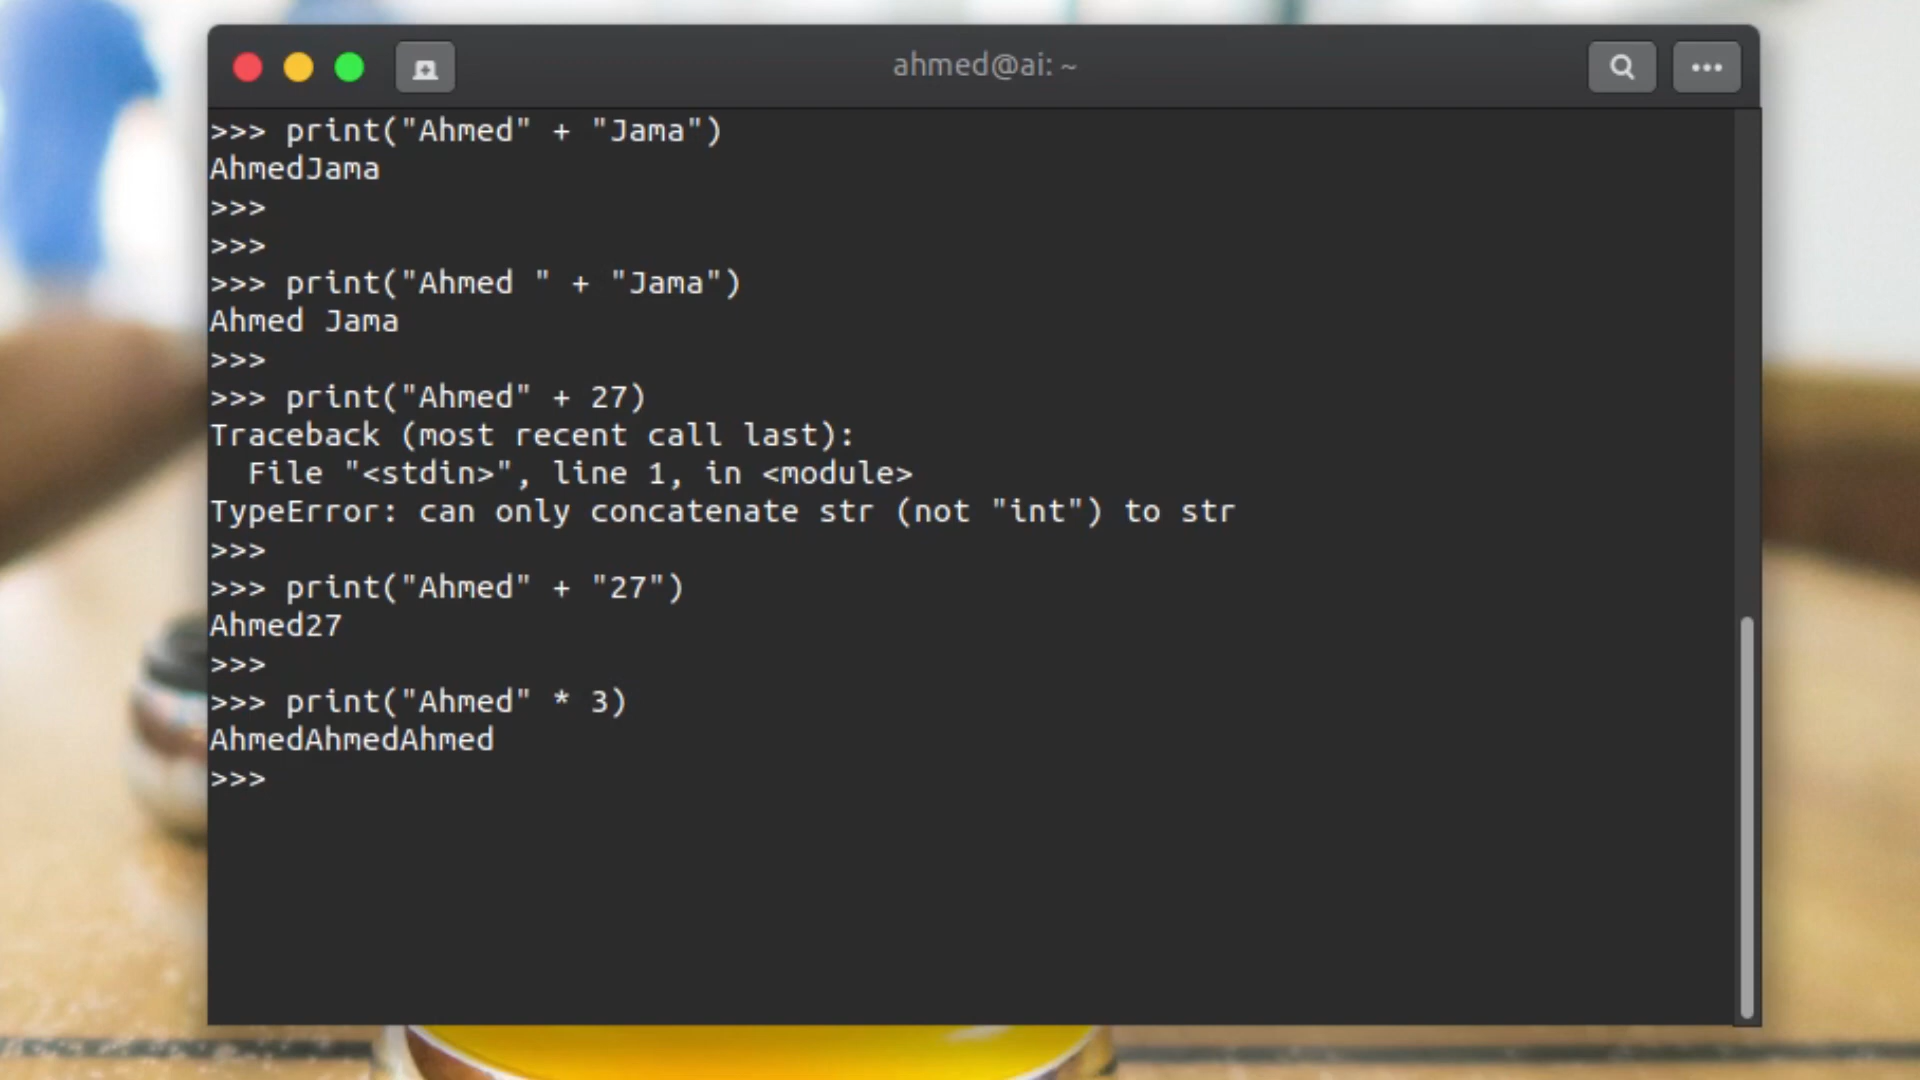 ahmed@ai: ~
>>> print("Ahmed" + "Jama")
AhmedJama
>>>
>>>
>>> print("Ahmed " + "Jama")
Ahmed Jama
>>>
>>> print("Ahmed" + 27)
Traceback (most recent call last):
  File "<stdin>", line 1, in <module>
TypeError: can only concatenate str (not "int") to str
>>>
>>> print("Ahmed" + "27")
Ahmed27
>>>
>>> print("Ahmed" * 3)
AhmedAhmedAhmed
>>>